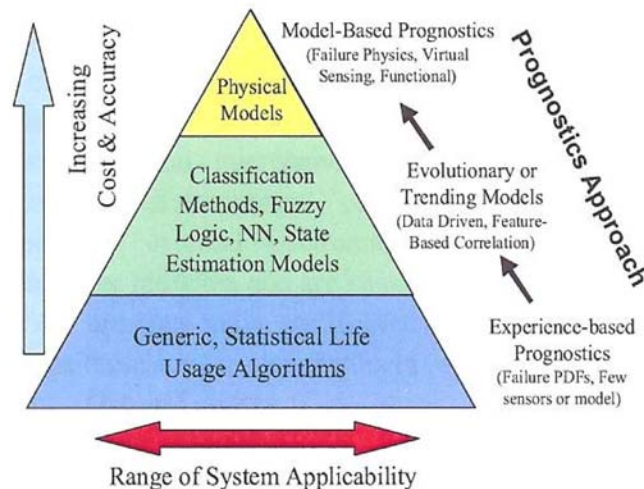 Increasing
Cost & Accuracy
Physical
Models
Classification
Methods, Fuzzy
Logic, NN, State
Estimation Models
Generic, Statistical Life
Usage Algorithms
Range of System Applicability
Model-Based Prognostics
(Failure Physics, Virtual
Sensing, Functional)
Evolutionary or
Trending Models
(Data Driven, Feature-
Based Correlation)
Experience-based
Prognostics
(Failure PDFs, Few
sensors or model)
Prognostics Approach